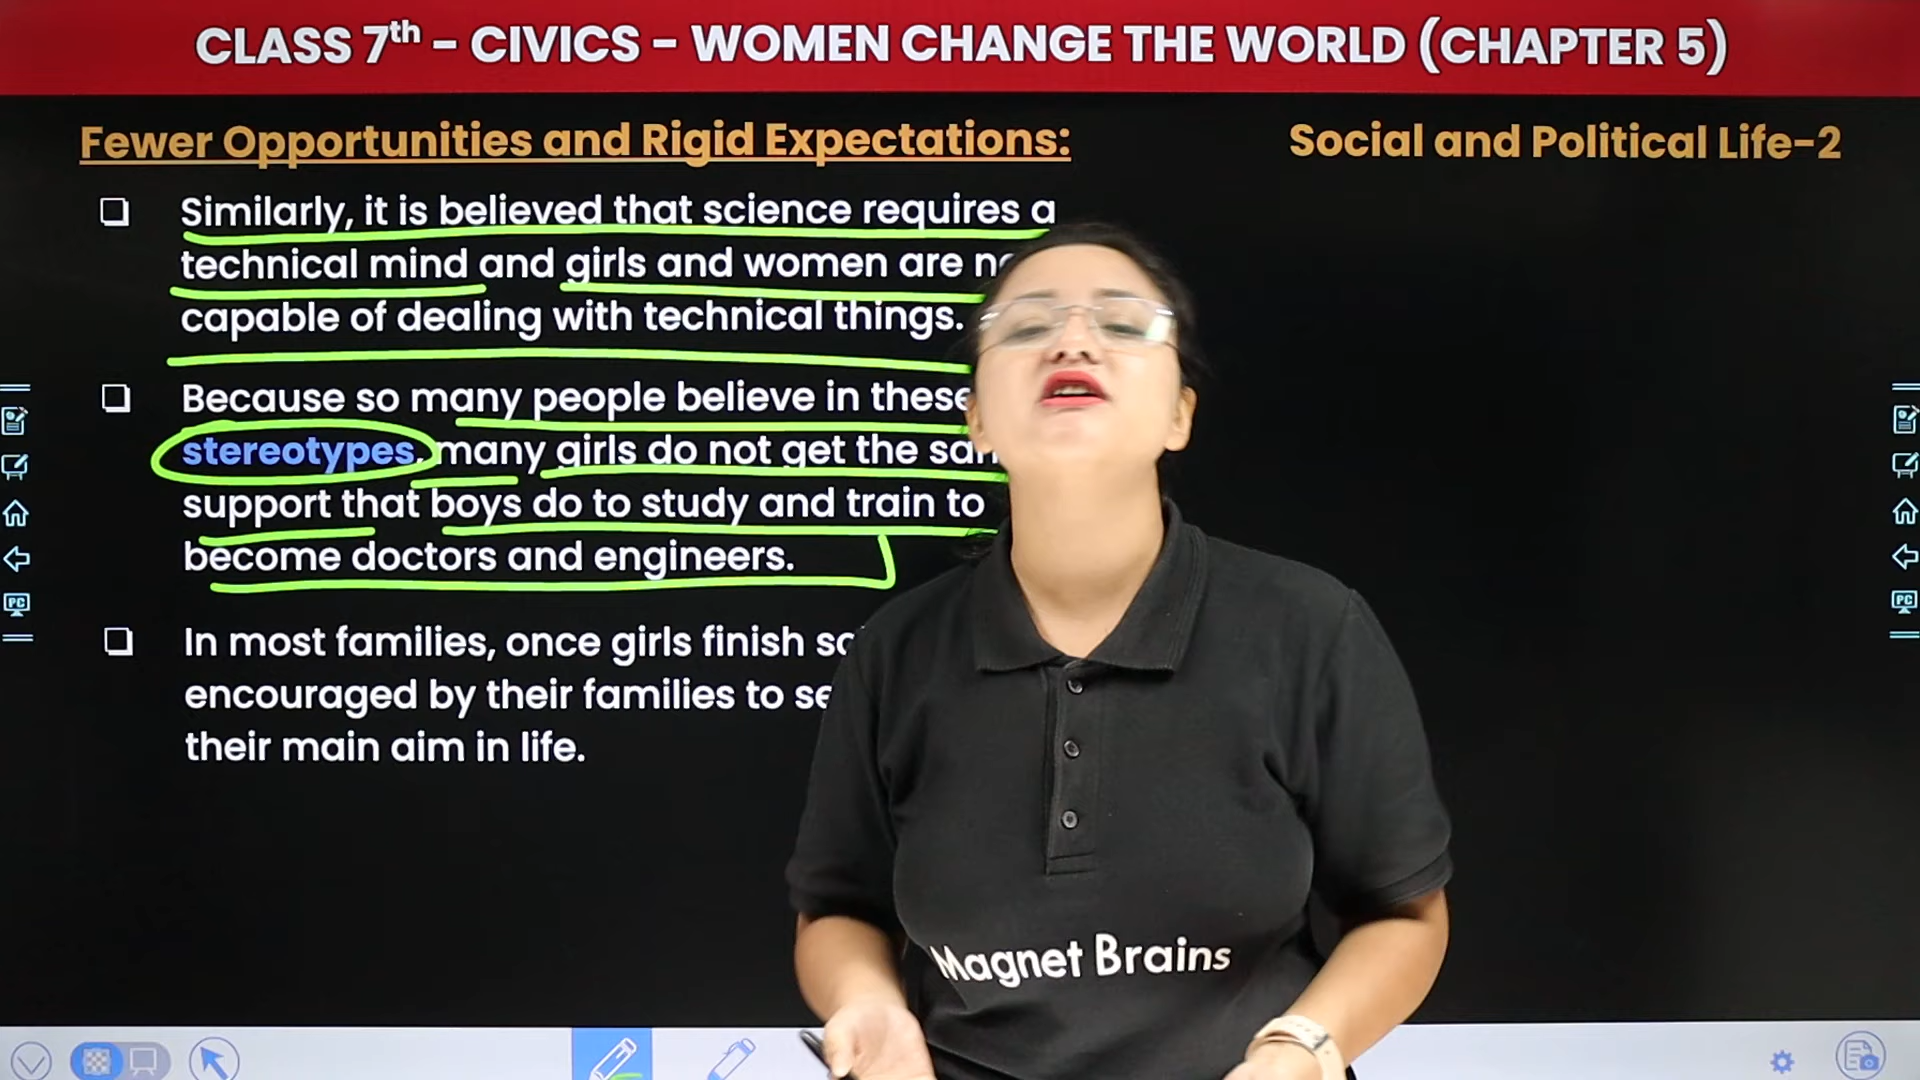 CLASS 7th - CIVICS - WOMEN CHANGE THE WORLD (CHAPTER 5)
Fewer Opportunities and Rigid Expectations:
Social and Political Life-2
Similarly, it is believed that science requires a
technical mind and girls and women are
capable of dealing with technical things.
Because so many people believe in these
stereotypes, many girls do not get the
support that boys do to study and train to
become doctors and engineers.
In most families, once girls finish
encouraged by their families to
their main aim in life.
Magnet Brains
PC
PC